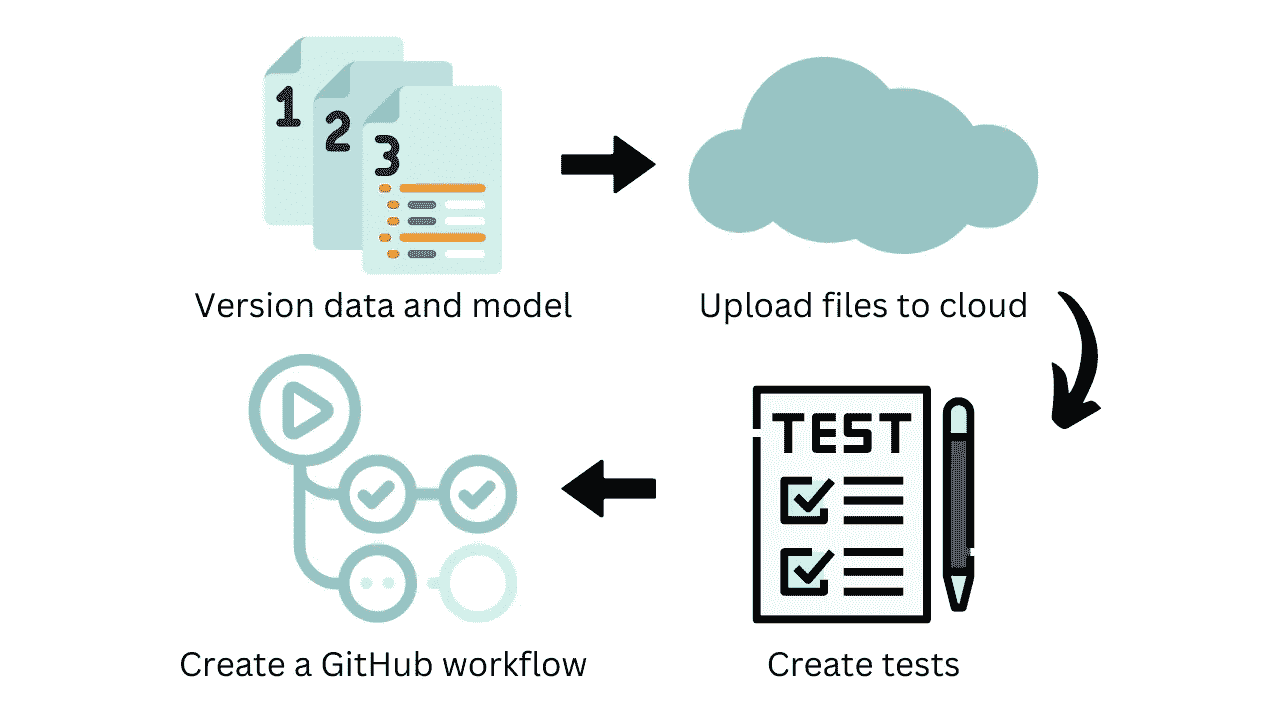 1
2
3
Version data and model
Upload files to cloud
TEST
Create a GitHub workflow
Create tests